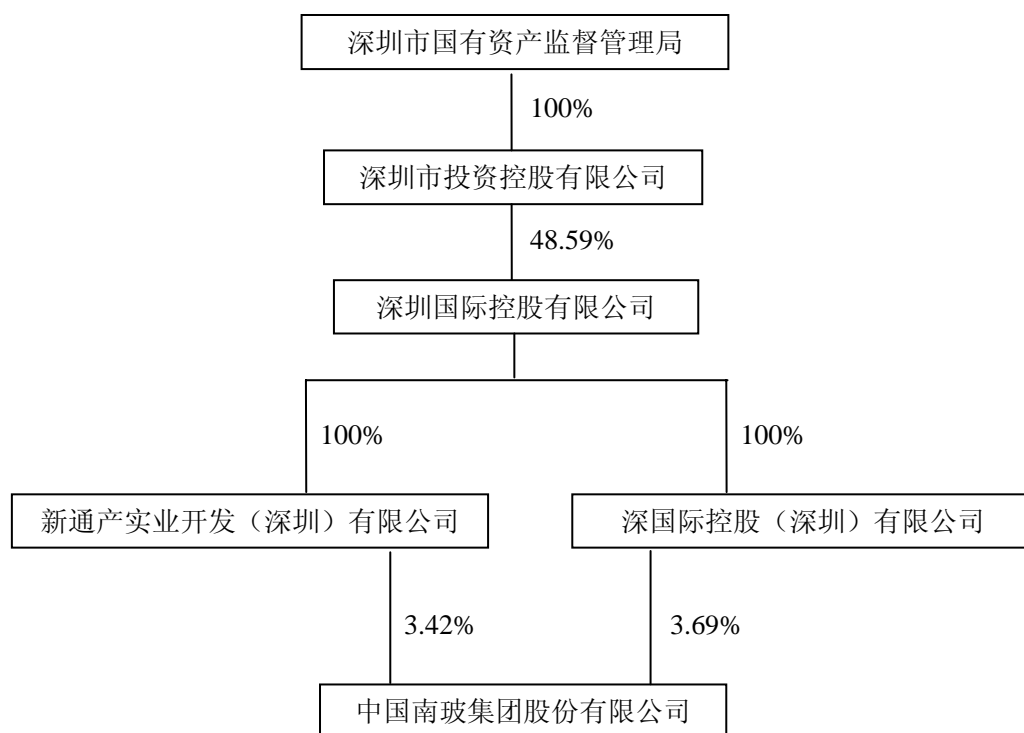 深圳市国有资产监督管理局
100%
深圳市投资控股有限公司
48.59%
深圳国际控股有限公司
100%
100%
新通产实业开发（深圳）有限公司
深国际控股（深圳）有限公司
3.42%
3.69%
中国南玻集团股份有限公司